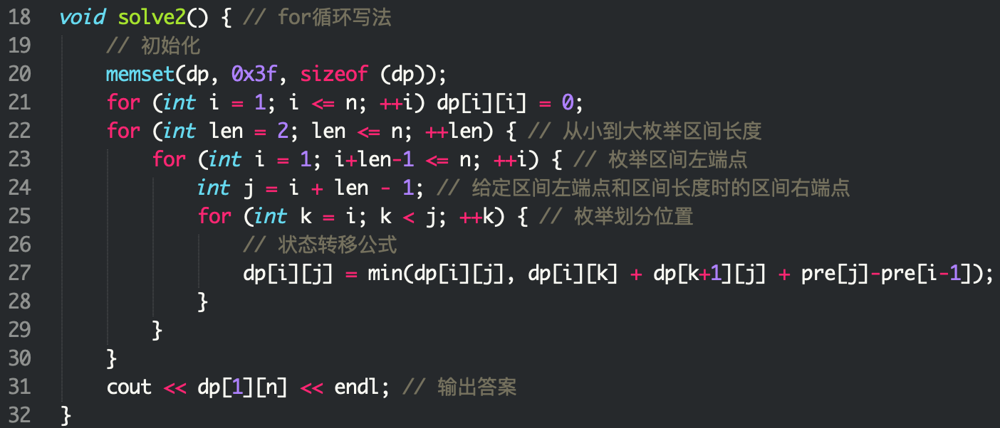 18 void solve2() { // for循环写法
19     // 初始化
20     memset(dp, 0x3f, sizeof (dp));
21     for (int i = 1; i <= n; ++i) dp[i][i] = 0;
22     for (int len = 2; len <= n; ++len) { // 从小到大枚举区间长度
23         for (int i = 1; i+len-1 <= n; ++i) { // 枚举区间左端点
24             int j = i + len - 1; // 给定区间左端点和区间长度时的区间右端点
25             for (int k = i; k < j; ++k) { // 枚举划分位置
26                 // 状态转移公式
27                 dp[i][j] = min(dp[i][j], dp[i][k] + dp[k+1][j] + pre[j]-pre[i-1]);
28             }
29         }
30     }
31     cout << dp[1][n] << endl; // 输出答案
32 }